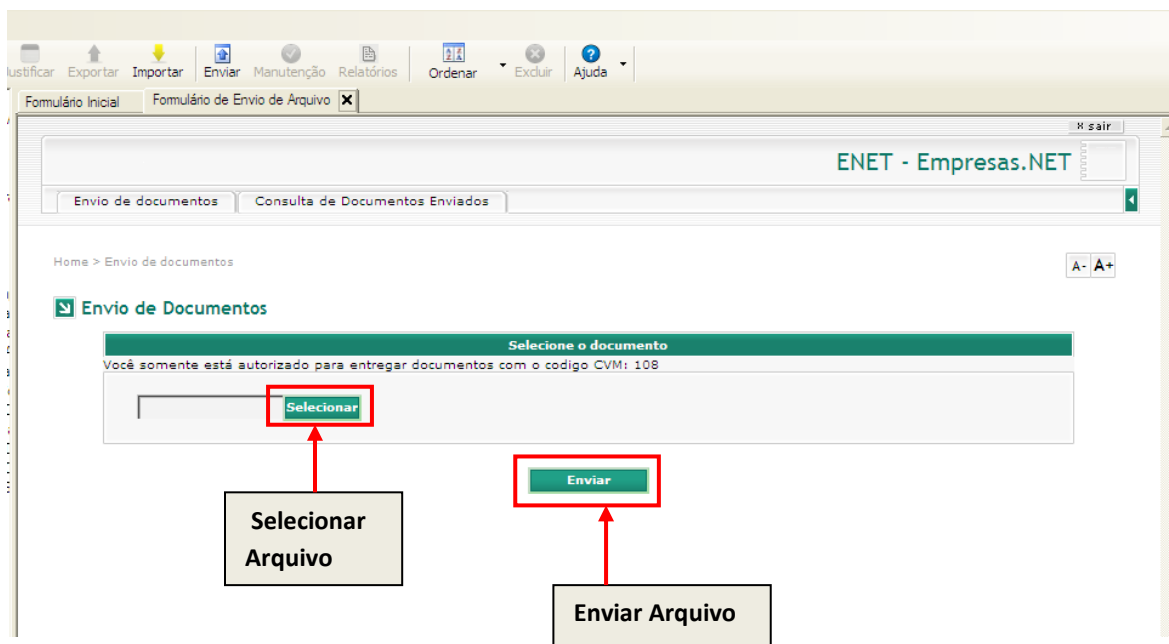 Justificar Exportar Importar Enviar Manutenção Relatórios Ordenar Excluir Ajuda
Formulário Inicial Formulário de Envio de Arquivo
sair
ENET - Empresas.NET
Envio de documentos Consulta de Documentos Enviados
Home > Envio de documentos
A- A+
Envio de Documentos
Selecione o documento
Você somente está autorizado para entregar documentos com o codigo CVM: 108
Selecionar
Enviar
Selecionar
Arquivo
Enviar Arquivo